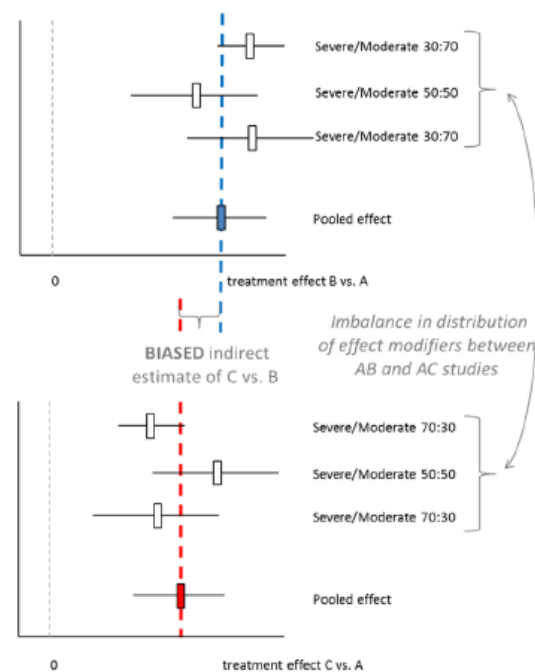 Severe/Moderate 30:70
Severe/Moderate 50:50
Severe/Moderate 30:70
Pooled effect
0
treatment effect B vs. A
BIASED indirect
estimate of C vs. B
Imbalance in distribution
of effect modifiers between
AB and AC studies
Severe/Moderate 70:30
Severe/Moderate 50:50
Severe/Moderate 70:30
Pooled effect
0
treatment effect C vs. A